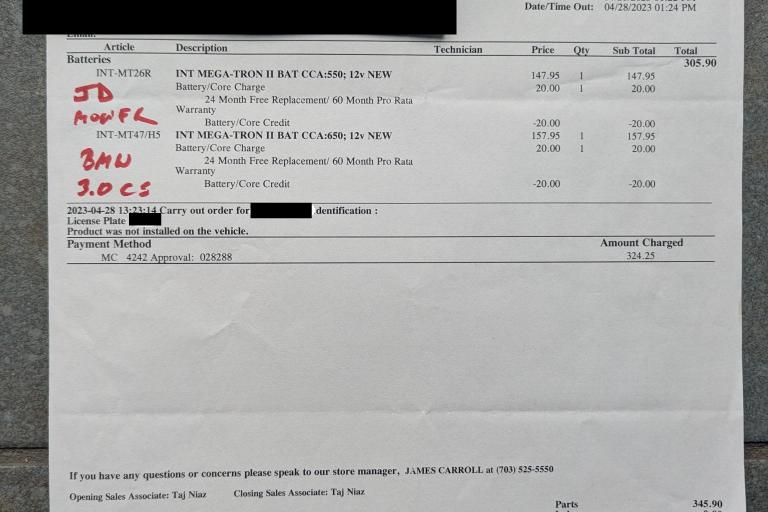 Date/Time Out: 04/28/2023 01:24 PM
Email:
Article Description Technician Price Qty Sub Total Total
Batteries 305.90
INT-MT26R INT MEGA-TRON II BAT CCA:550; 12v NEW 147.95 1 147.95
JD Battery/Core Charge 20.00 1 20.00
24 Month Free Replacement/ 60 Month Pro Rata
MOWER Warranty
Battery/Core Credit -20.00 -20.00
INT-MT47/H5 INT MEGA-TRON II BAT CCA:650; 12v NEW 157.95 1 157.95
Battery/Core Charge 20.00 1 20.00
BMW 24 Month Free Replacement/ 60 Month Pro Rata
Warranty
3.0 CS Battery/Core Credit -20.00 -20.00
2023-04-28 13:23:14 Carry out order for dentification :
License Plate
Product was not installed on the vehicle.
Payment Method Amount Charged
MC 4242 Approval: 028288 324.25
If you have any questions or concerns please speak to our store manager, JAMES CARROLL at (703) 525-5550
Opening Sales Associate: Taj Niaz Closing Sales Associate: Taj Niaz
Parts 345.90